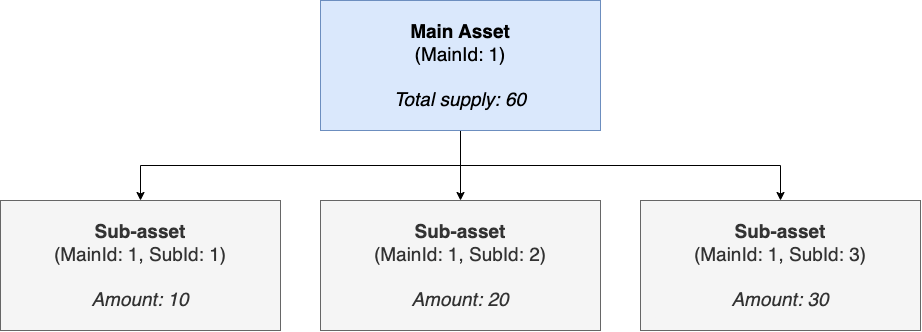 Main Asset
(MainId: 1)
Total supply: 60
Sub-asset
(MainId: 1, SubId: 1)
Amount: 10
Sub-asset
(MainId: 1, SubId: 2)
Amount: 20
Sub-asset
(MainId: 1, SubId: 3)
Amount: 30